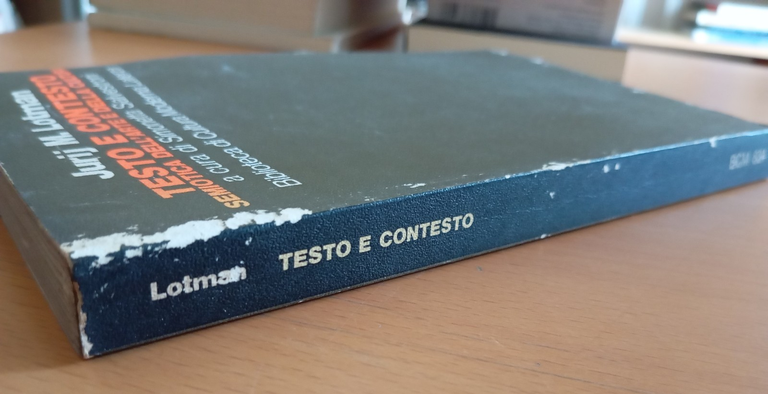 Jurij M. Lotman
TESTO E CONTESTO
SEMIOTICA DELL'ARTE E DELLA CULTURA
a cura di Simonetta Salvestroni
Biblioteca di Cultura Moderna Laterza
Lotman
TESTO E CONTESTO